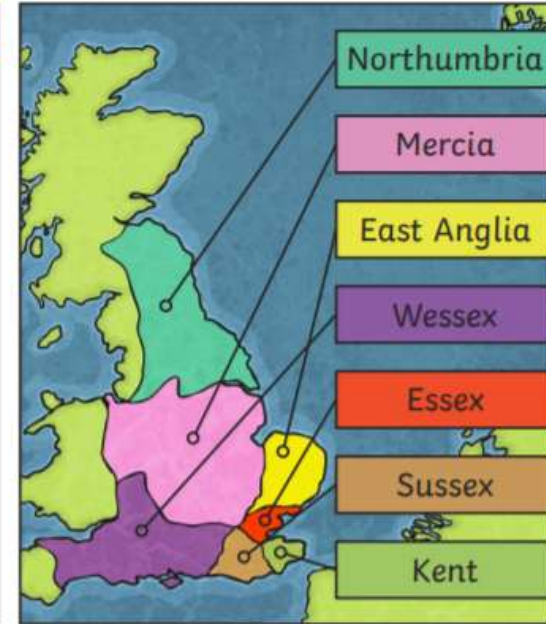 Northumbria
Mercia
East Anglia
Wessex
Essex
Sussex
Kent